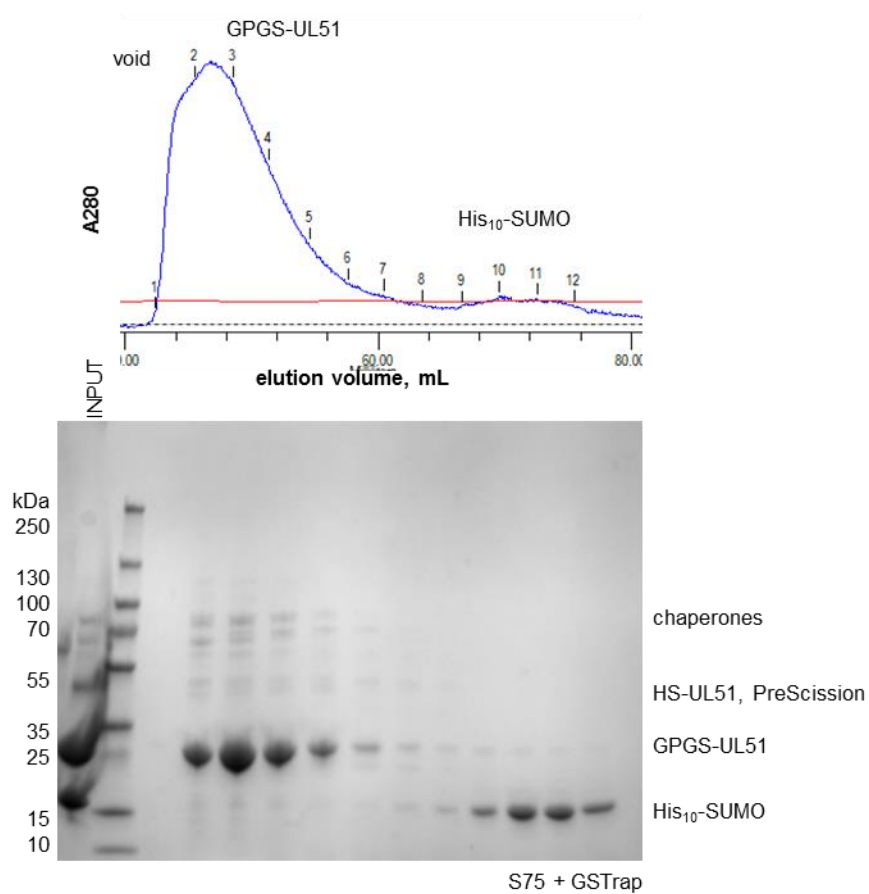 GPGS-UL51
void
2
3
4
5
6
7
1
8
9
10
11
12
His₁₀-SUMO
A280
60.00
80.00
elution volume, mL
INPUT
kDa
250
130
100
70
55
35
25
15
10
chaperones
HS-UL51, PreScission
GPGS-UL51
His₁₀-SUMO
S75 + GSTrap